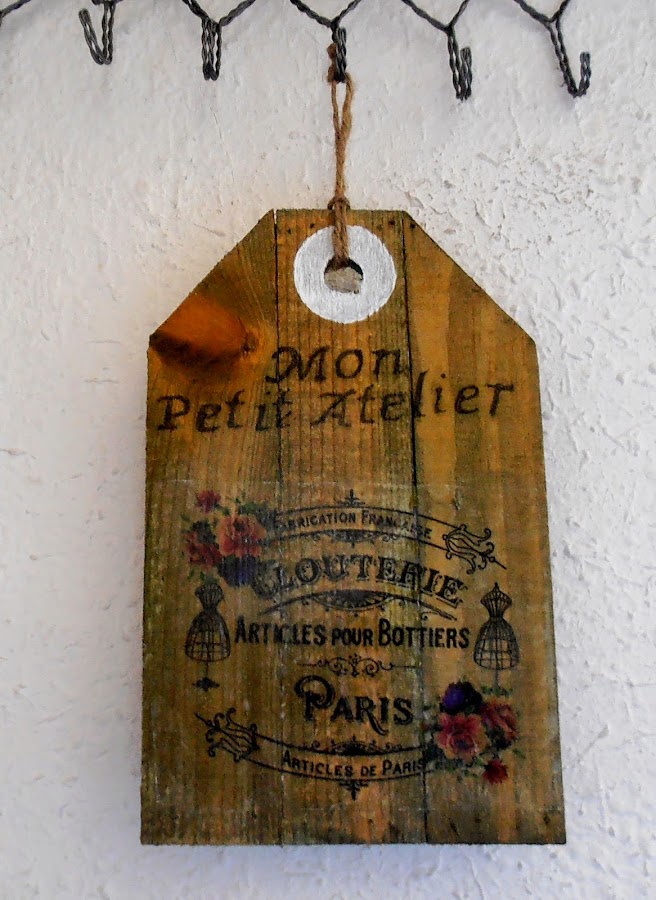 Mon
Petit Atelier
FABRICATION FRANÇAISE
CLOUTERIE
ARTICLES POUR BOTTIERS
PARIS
ARTICLES DE PARIS